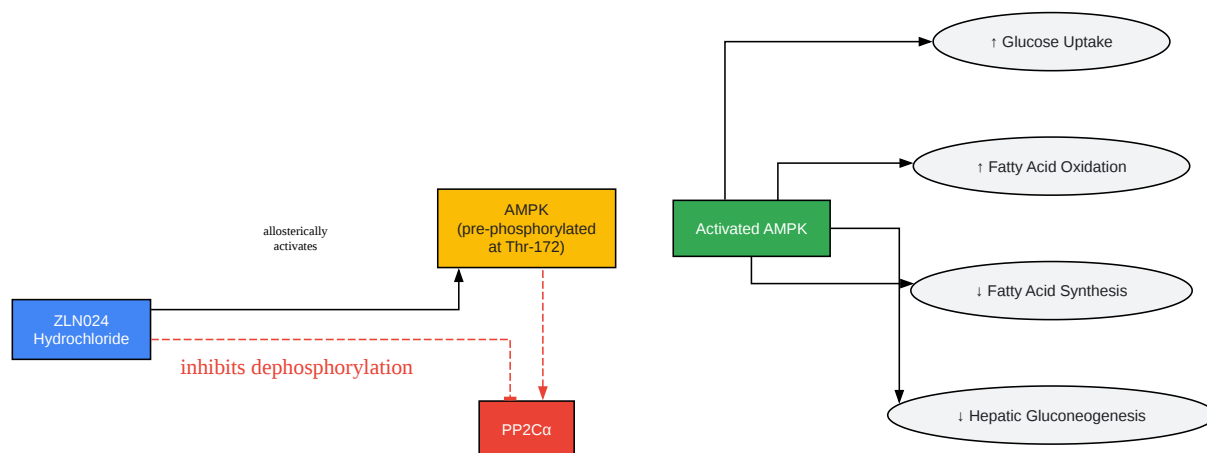 ↑ Glucose Uptake
↑ Fatty Acid Oxidation
AMPK
(pre-phosphorylated
at Thr-172)
allosterically
activates
Activated AMPK
↓ Fatty Acid Synthesis
ZLN024
Hydrochloride
inhibits dephosphorylation
↓ Hepatic Gluconeogenesis
PP2Cα